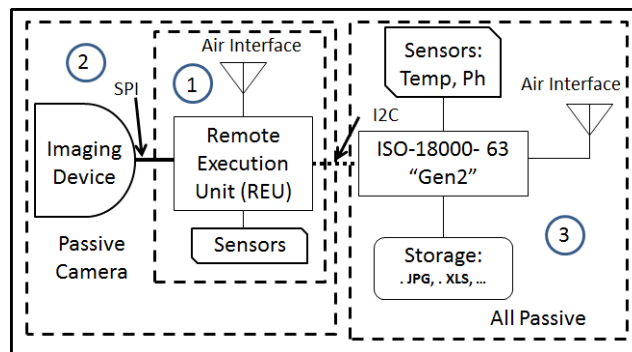 2
SPI
Imaging
Device
Passive
Camera
1
Air Interface
Remote
Execution
Unit (REU)
Sensors
I2C
Sensors:
Temp, Ph
Air Interface
ISO-18000- 63
“Gen2”
Storage:
. JPG, . XLS, ...
3
All Passive